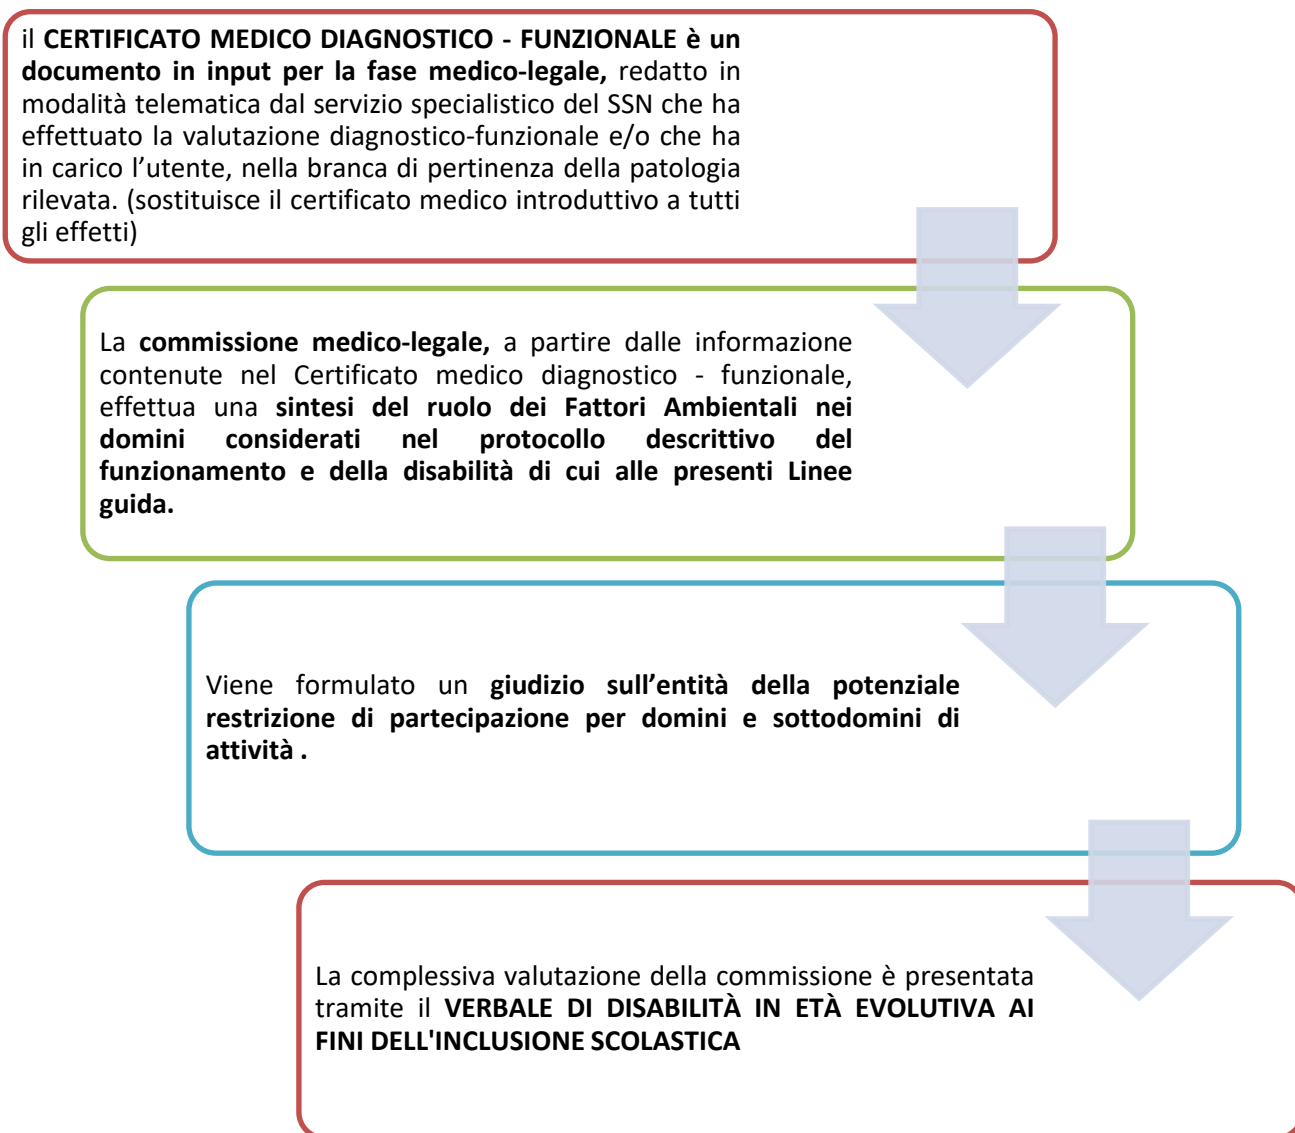 il CERTIFICATO MEDICO DIAGNOSTICO - FUNZIONALE è un
documento in input per la fase medico-legale, redatto in
modalità telematica dal servizio specialistico del SSN che ha
effettuato la valutazione diagnostico-funzionale e/o che ha
in carico l’utente, nella branca di pertinenza della patologia
rilevata. (sostituisce il certificato medico introduttivo a tutti
gli effetti)
La commissione medico-legale, a partire dalle informazione
contenute nel Certificato medico diagnostico - funzionale,
effettua una sintesi del ruolo dei Fattori Ambientali nei
domini considerati nel protocollo descrittivo del
funzionamento e della disabilità di cui alle presenti Linee
guida.
Viene formulato un giudizio sull’entità della potenziale
restrizione di partecipazione per domini e sottodomini di
attività .
La complessiva valutazione della commissione è presentata
tramite il VERBALE DI DISABILITÀ IN ETÀ EVOLUTIVA AI
FINI DELL'INCLUSIONE SCOLASTICA